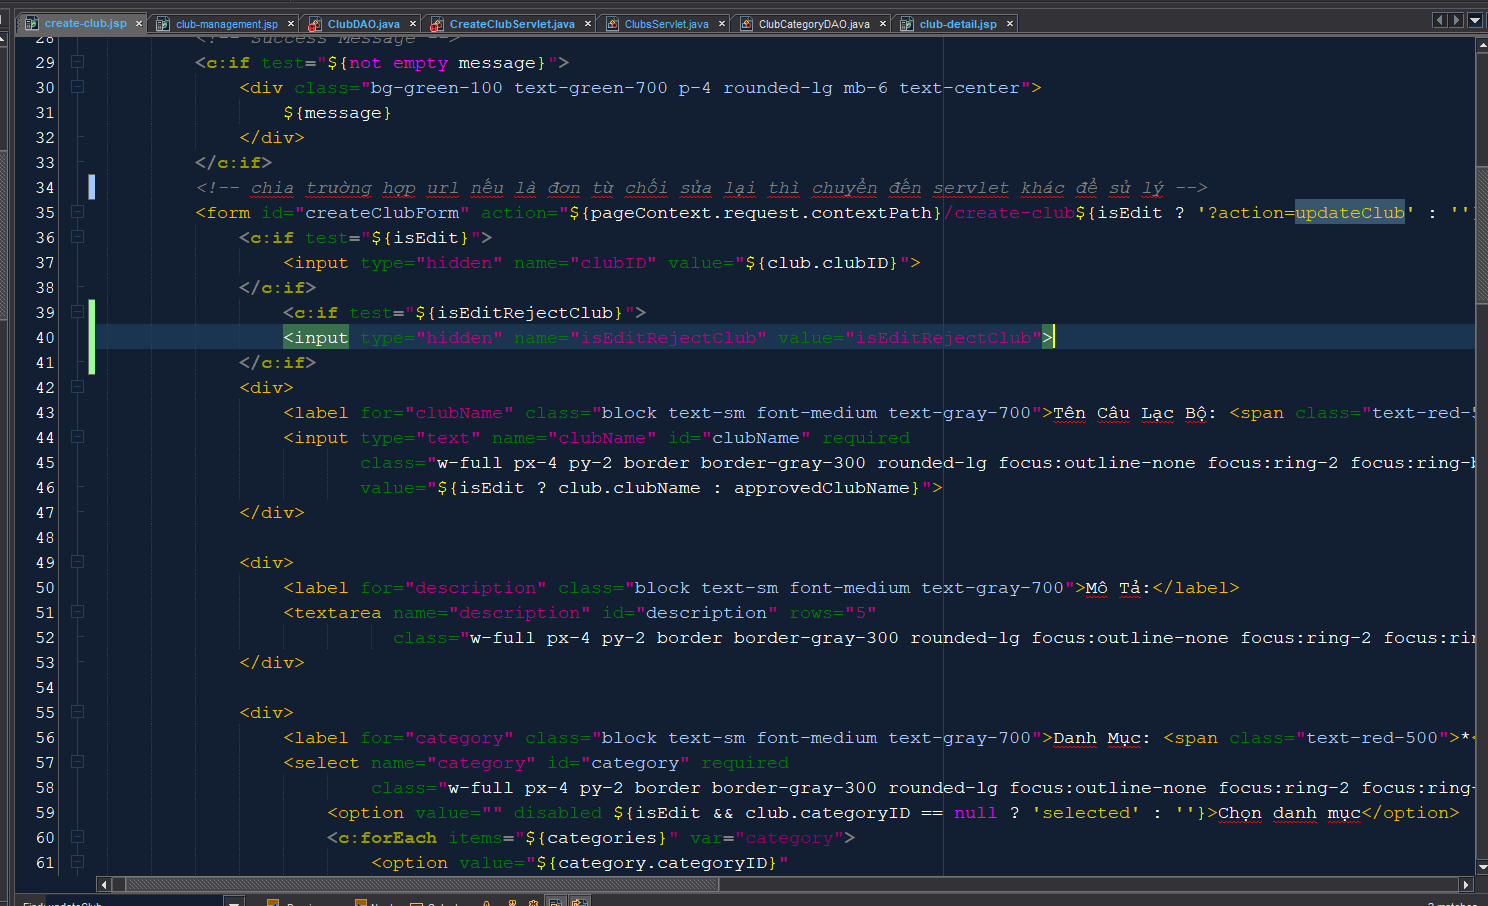 create-club.jsp × club-management.jsp × ClubDAO.java × CreateClubServlet.java × ClubsServlet.java × ClubCategoryDAO.java × club-detail.jsp ×
28 <!-- Success Message -->
29 <c:if test="${not empty message}">
30 <div class="bg-green-100 text-green-700 p-4 rounded-lg mb-6 text-center">
31 ${message}
32 </div>
33 </c:if>
34 <!-- chia trường hợp url nếu là đơn từ chối sửa lại thì chuyển đến servlet khác để sử lý -->
35 <form id="createClubForm" action="${pageContext.request.contextPath}/create-club${isEdit ? '?action=updateClub' : ''}
36 <c:if test="${isEdit}">
37 <input type="hidden" name="clubID" value="${club.clubID}">
38 </c:if>
39 <c:if test="${isEditRejectClub}">
40 <input type="hidden" name="isEditRejectClub" value="isEditRejectClub">
41 </c:if>
42 <div>
43 <label for="clubName" class="block text-sm font-medium text-gray-700">Tên Câu Lạc Bộ: <span class="text-red-5
44 <input type="text" name="clubName" id="clubName" required
45 class="w-full px-4 py-2 border border-gray-300 rounded-lg focus:outline-none focus:ring-2 focus:ring-b
46 value="${isEdit ? club.clubName : approvedClubName}">
47 </div>
48
49 <div>
50 <label for="description" class="block text-sm font-medium text-gray-700">Mô Tả:</label>
51 <textarea name="description" id="description" rows="5"
52 class="w-full px-4 py-2 border border-gray-300 rounded-lg focus:outline-none focus:ring-2 focus:rin
53 </div>
54
55 <div>
56 <label for="category" class="block text-sm font-medium text-gray-700">Danh Mục: <span class="text-red-500">*<
57 <select name="category" id="category" required
58 class="w-full px-4 py-2 border border-gray-300 rounded-lg focus:outline-none focus:ring-2 focus:ring-
59 <option value="" disabled ${isEdit && club.categoryID == null ? 'selected' : ''}>Chọn danh mục</option>
60 <c:forEach items="${categories}" var="category">
61 <option value="${category.categoryID}"